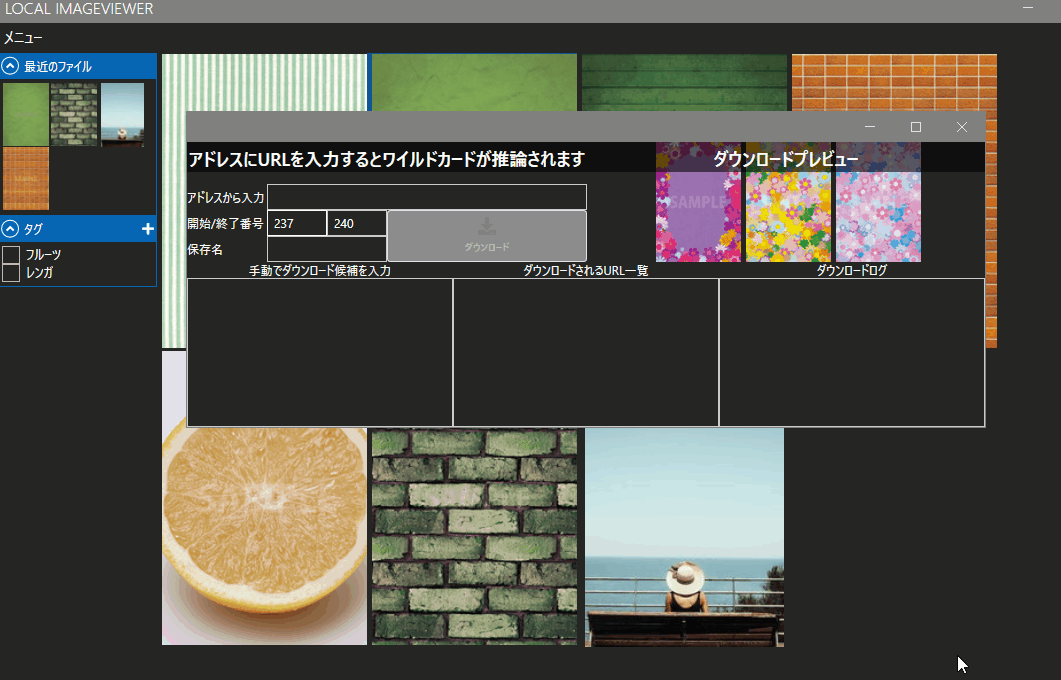 LOCAL IMAGEVIEWER
メニュー
最近のファイル
タグ
フルーツ
レンガ
アドレスにURLを入力するとワイルドカードが推論されます
ダウンロードプレビュー
アドレスから入力
SAMPLE
開始/終了番号 237 240
ダウンロード
保存名
手動でダウンロード候補を入力 ダウンロードされるURL一覧 ダウンロードログ